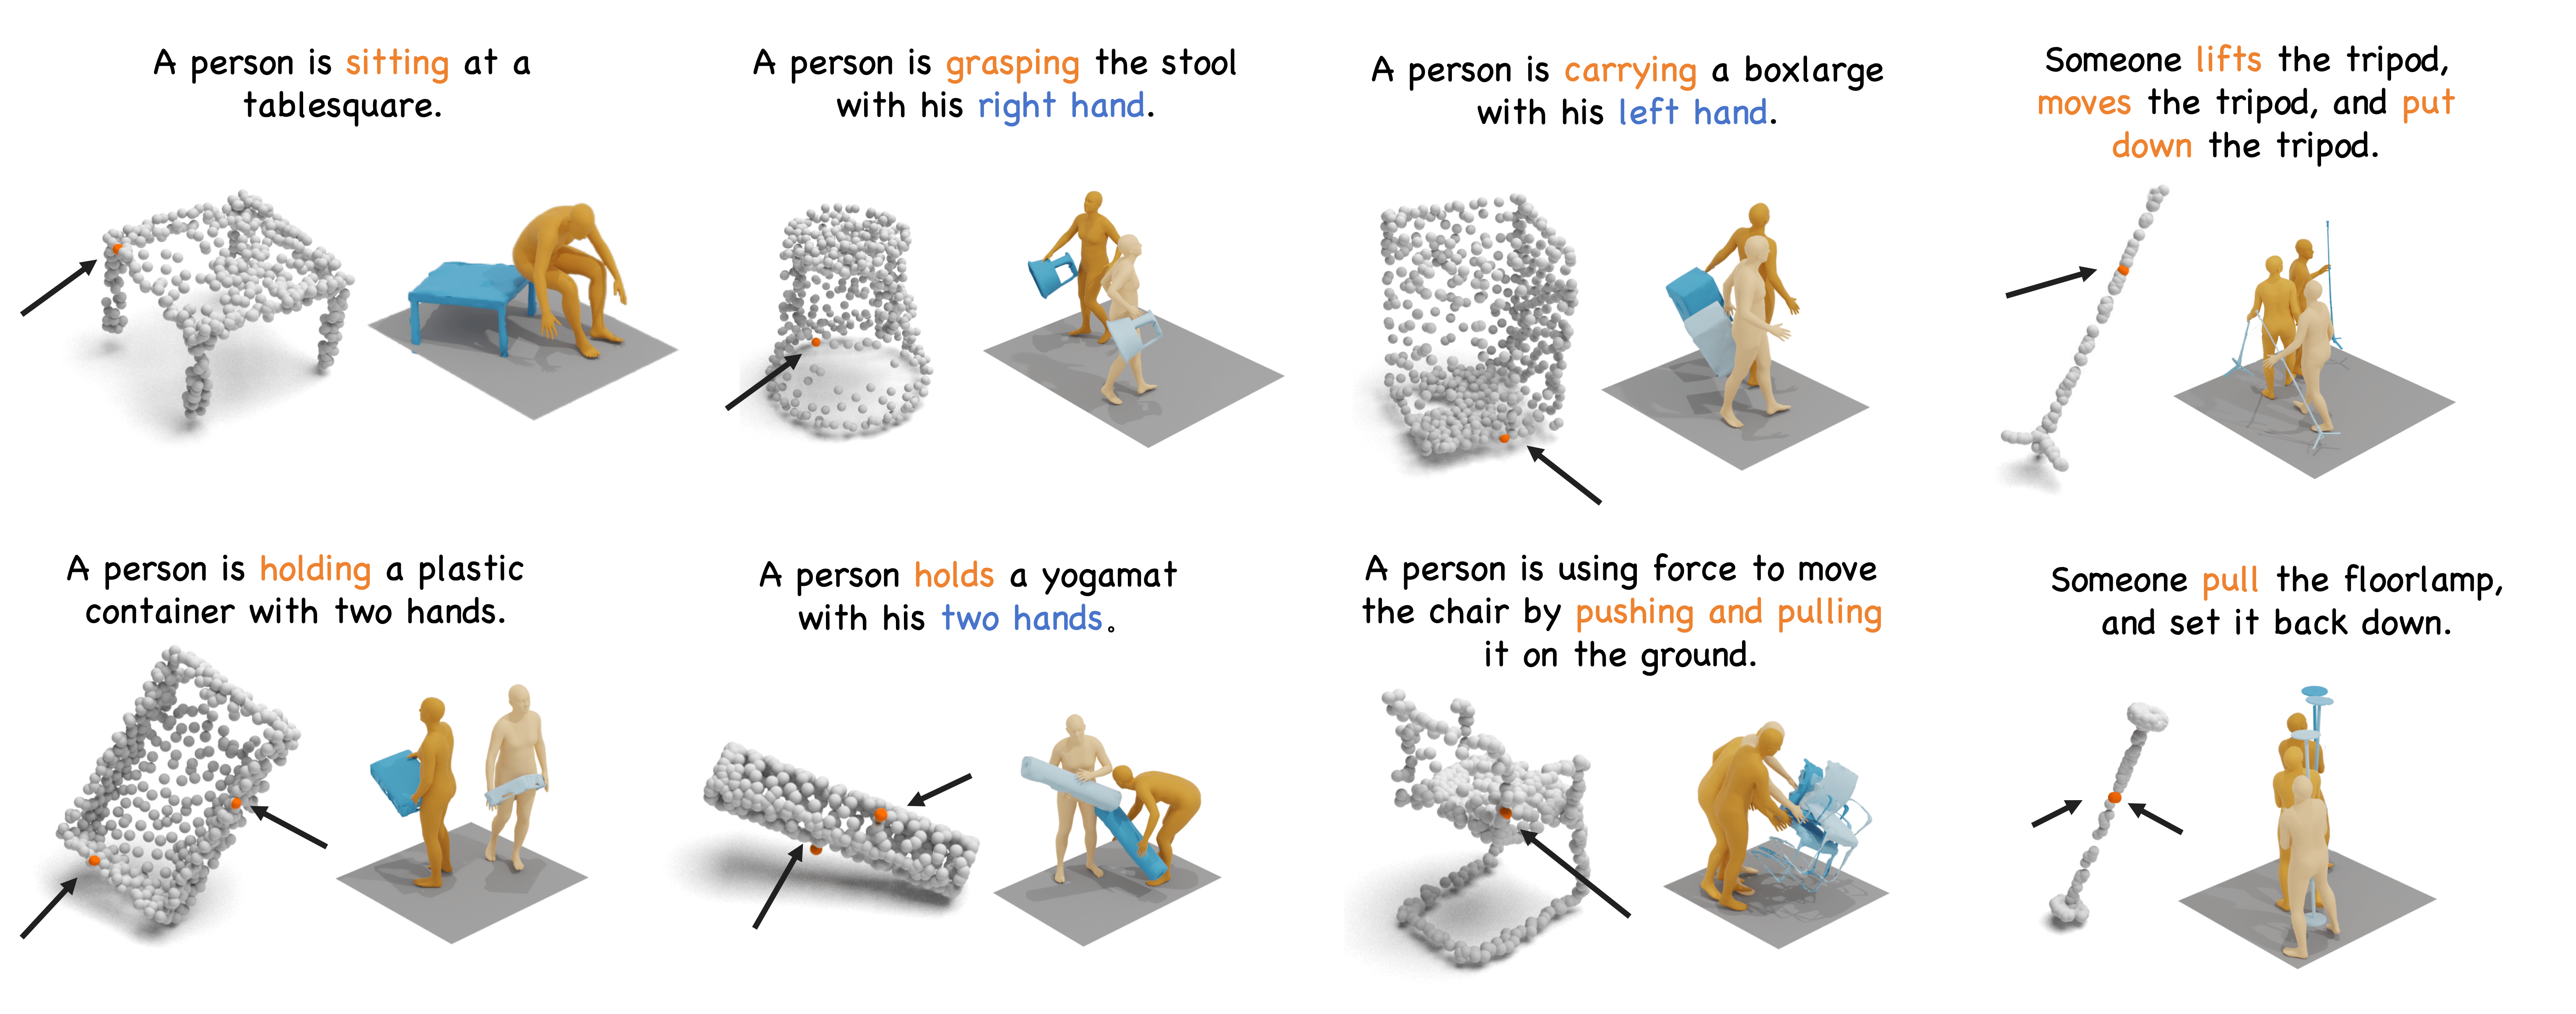 A person is sitting at a
tablesquare.
A person is grasping the stool
with his right hand.
A person is carrying a boxlarge
with his left hand.
Someone lifts the tripod,
moves the tripod, and put
down the tripod.
A person is holding a plastic
container with two hands.
A person holds a yogamat
with his two hands。
A person is using force to move
the chair by pushing and pulling
it on the ground.
Someone pull the floorlamp,
and set it back down.